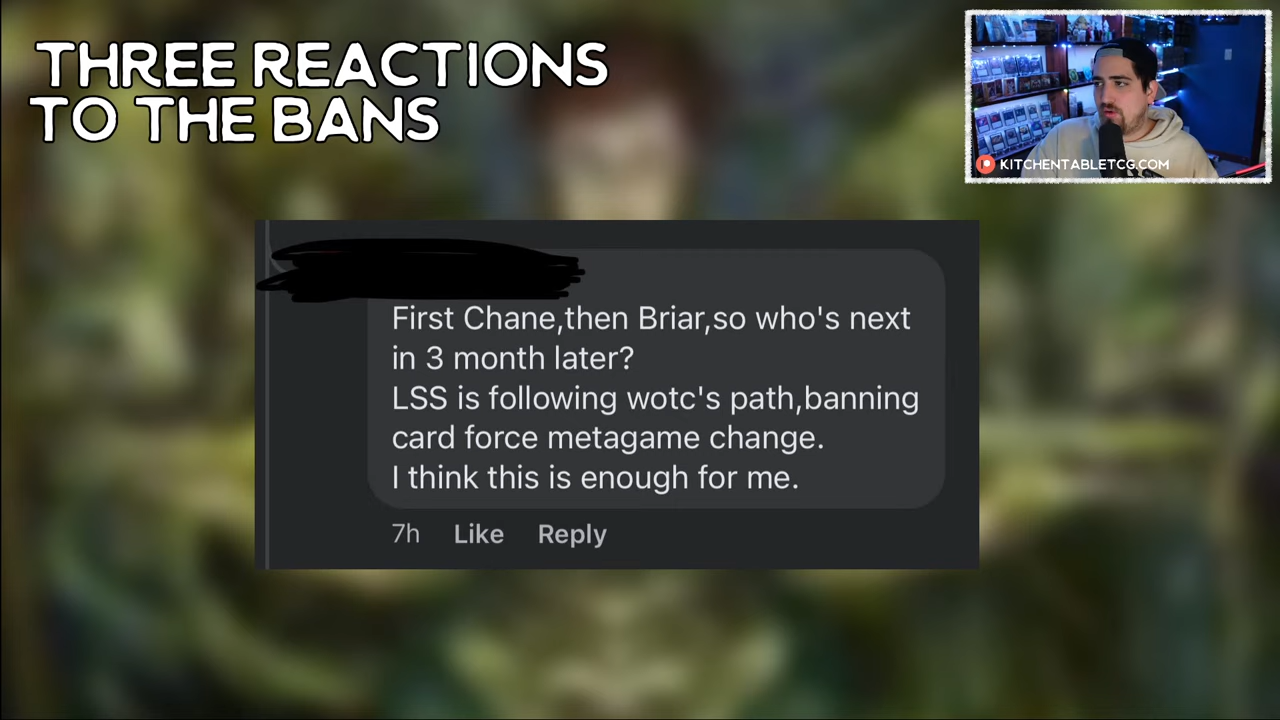 THREE REACTIONS
TO THE BANS
KITCHENTABLETCG.COM
First Chane,then Briar,so who's next
in 3 month later?
LSS is following wotc's path,banning
card force metagame change.
I think this is enough for me.
7h Like Reply